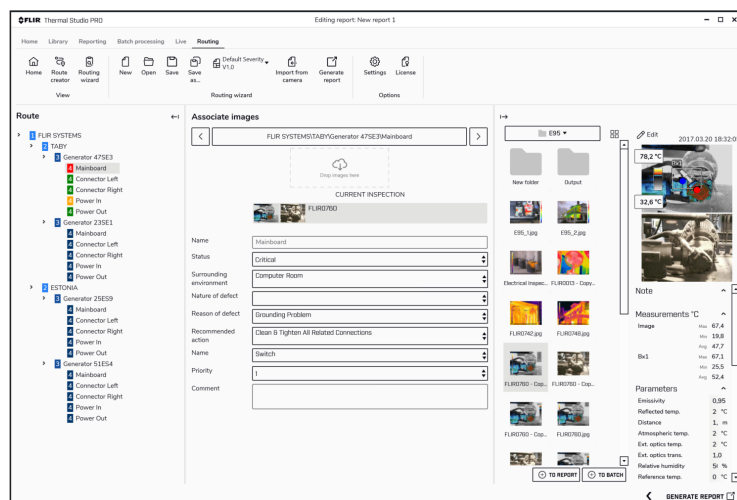 FLIR Thermal Studio PRO
Editing report: New report 1
Home Library Reporting Batch processing Live Routing
Home Route creator Routing wizard New Open Save Save as... Default Severity V1.0 Import from camera Generate report Settings License
View Routing wizard Options
Route
1 FLIR SYSTEMS
2 TABY
3 Generator 47SE3
4 Mainboard
4 Connector Left
4 Connector Right
4 Power In
4 Power Out
3 Generator 23SE1
4 Mainboard
4 Connector Left
4 Connector Right
4 Power In
4 Power Out
2 ESTONIA
3 Generator 25ES9
4 Mainboard
4 Connector Left
4 Connector Right
4 Power In
4 Power Out
3 Generator 51ES4
4 Mainboard
4 Connector Left
4 Connector Right
4 Power In
4 Power Out
Associate images
FLIR SYSTEMS\TABY\Generator 47SE3\Mainboard
Drop images here
CURRENT INSPECTION
FLIR0760
Name Mainboard
Status Critical
Surrounding environment Computer Room
Nature of defect
Reason of defect Grounding Problem
Recommended action Clean & Tighten All Related Connections
Name Switch
Priority 1
Comment
E95
New folder Output
E95_1.jpg E95_2.jpg
Electrical Inspec... FLIR0013 - Copy...
FLIR0742.jpg FLIR0748.jpg
FLIR0760 - Cop... FLIR0760 - Cop...
FLIR0760 - Cop... FLIR0760.jpg
TO REPORT TO BATCH
Edit
2017.03.20 18:32:0
78,2 °C
Bx1
32,6 °C
Note
Measurements °C
Image Max 67,4
Min 19,8
Avg 47,7
Bx1 Max 67,1
Min 25,5
Avg 52,4
Parameters
Emissivity 0,95
Reflected temp. 2 °C
Distance 1, m
Atmospheric temp. 2 °C
Ext. optics temp. 2 °C
Ext. optics trans. 1,0
Relative humidity %
Reference temp. 0 °C
GENERATE REPORT